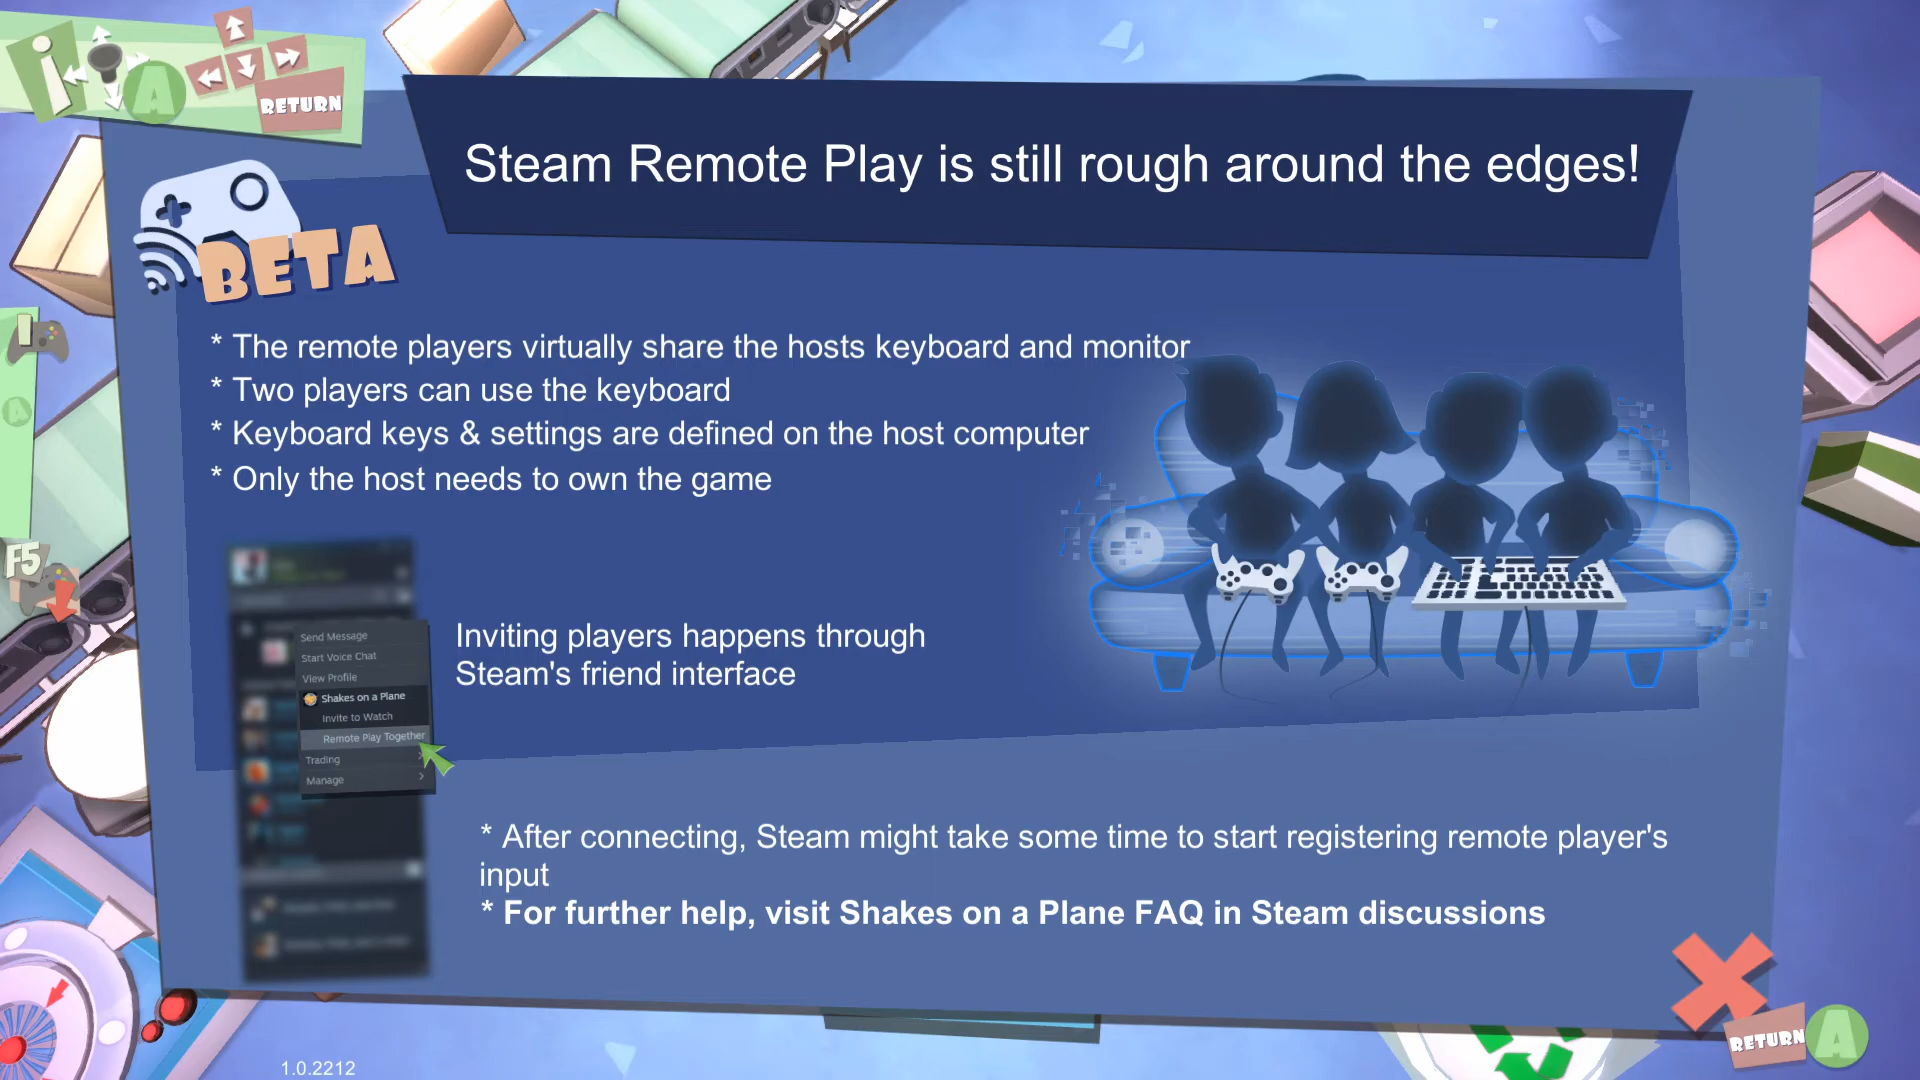 i
A
RETURN
Steam Remote Play is still rough around the edges!
BETA
* The remote players virtually share the hosts keyboard and monitor
* Two players can use the keyboard
* Keyboard keys & settings are defined on the host computer
* Only the host needs to own the game
A
F5
Send Message
Start Voice Chat
View Profile
Shakes on a Plane
Invite to Watch
Remote Play Together
Trading
Manage
Inviting players happens through
Steam's friend interface
* After connecting, Steam might take some time to start registering remote player's
input
* For further help, visit Shakes on a Plane FAQ in Steam discussions
RETURN A
1.0.2212